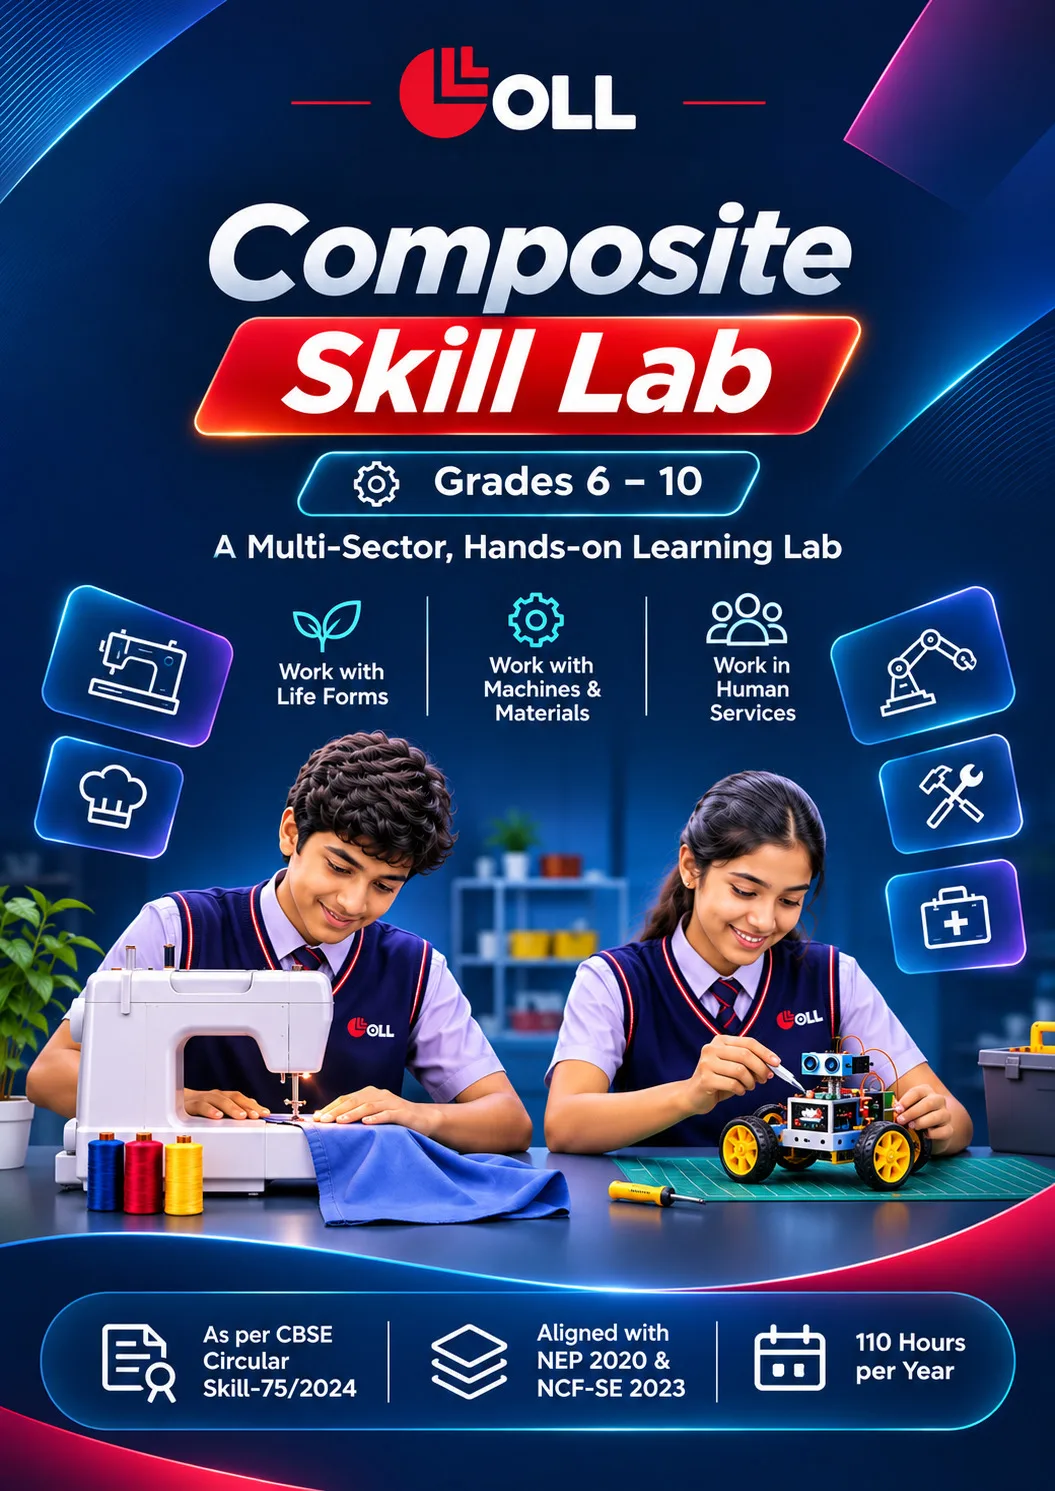 OLL
Composite
Skill Lab
Grades 6 – 10
A Multi-Sector, Hands-on Learning Lab
Work with
Life Forms
Work with
Machines &
Materials
Work in
Human
Services
OLL
OLL
As per CBSE
Circular
Skill-75/2024
Aligned with
NEP 2020 &
NCF-SE 2023
110 Hours
per Year